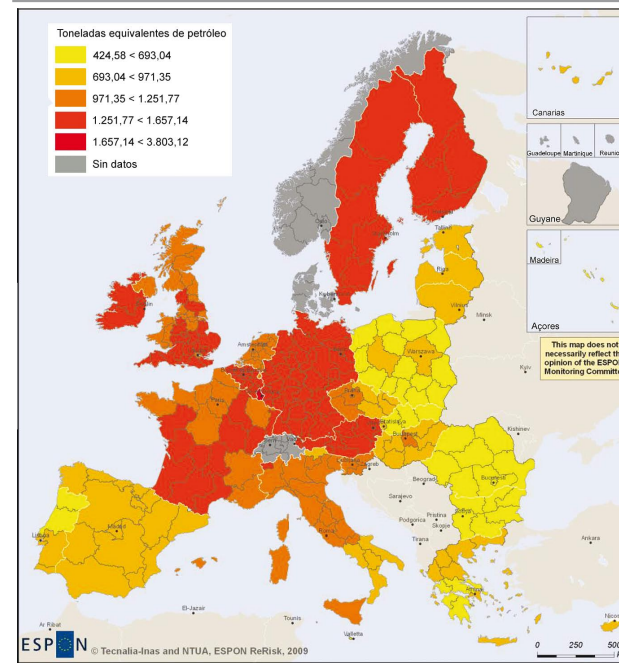 Toneladas equivalentes de petróleo
424,58 < 693,04
693,04 < 971,35
971,35 < 1.251,77
1.251,77 < 1.657,14
1.657,14 < 3.803,12
Sin datos
Canarias
Guadeloupe Martinique Reunio
Guyane
Madeira
Açores
This map does not
necessarily reflect th
opinion of the ESPO
Monitoring Committe
Tallinn
Riga
Vilnius
Minsk
Warszawa
Kyiv
Kishinev
Paris
Bratislava
Budapest
Zagreb
Beograd
Bucuresti
Sarajevo
Pristina
Sofiya
Podgorica
Skopje
Tirana
Madrid
Lisboa
Roma
Ankara
Athinai
El-Jazair
Tounis
Ar Ribat
Valletta
Nicos
ESPON © Tecnalia-Inas and NTUA, ESPON ReRisk, 2009
0 250 500